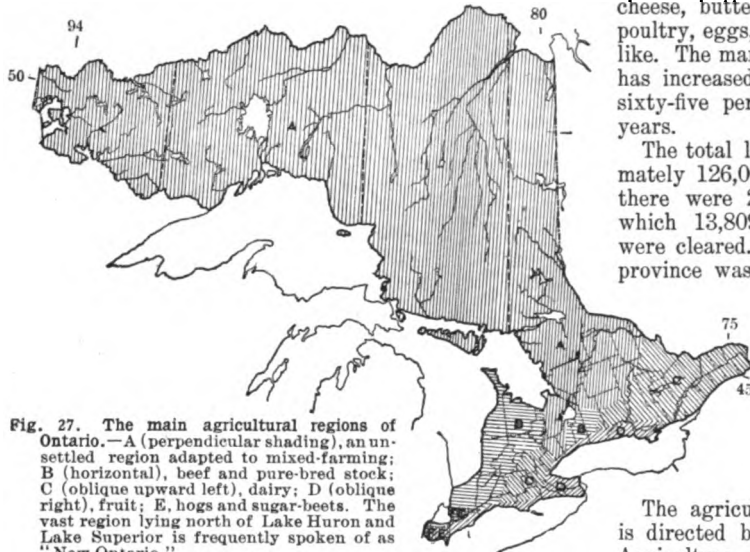 cheese, butte
poultry, eggs,
like. The mai
has increased
sixty-five per
years.
The total l
mately 126,0
there were 2
which 13,809
were cleared.
province was
94
80
50
A
75
A
C
45
B
B
C
C
D
Fig. 27. The main agricultural regions of
Ontario.—A (perpendicular shading), an un-
settled region adapted to mixed-farming;
B (horizontal), beef and pure-bred stock;
C (oblique upward left), dairy; D (oblique
right), fruit; E, hogs and sugar-beets. The
vast region lying north of Lake Huron and
Lake Superior is frequently spoken of as
"New Ontario."
The agricu
is directed b